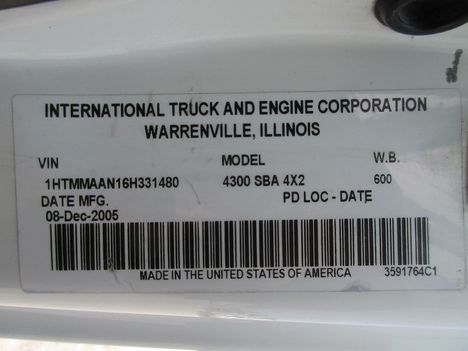 INTERNATIONAL TRUCK AND ENGINE CORPORATION
WARRENVILLE, ILLINOIS
VIN MODEL W.B.
1HTMMAAN16H331480 4300 SBA 4X2 600
DATE MFG. PD LOC - DATE
08-Dec-2005
MADE IN THE UNITED STATES OF AMERICA 3591764C1